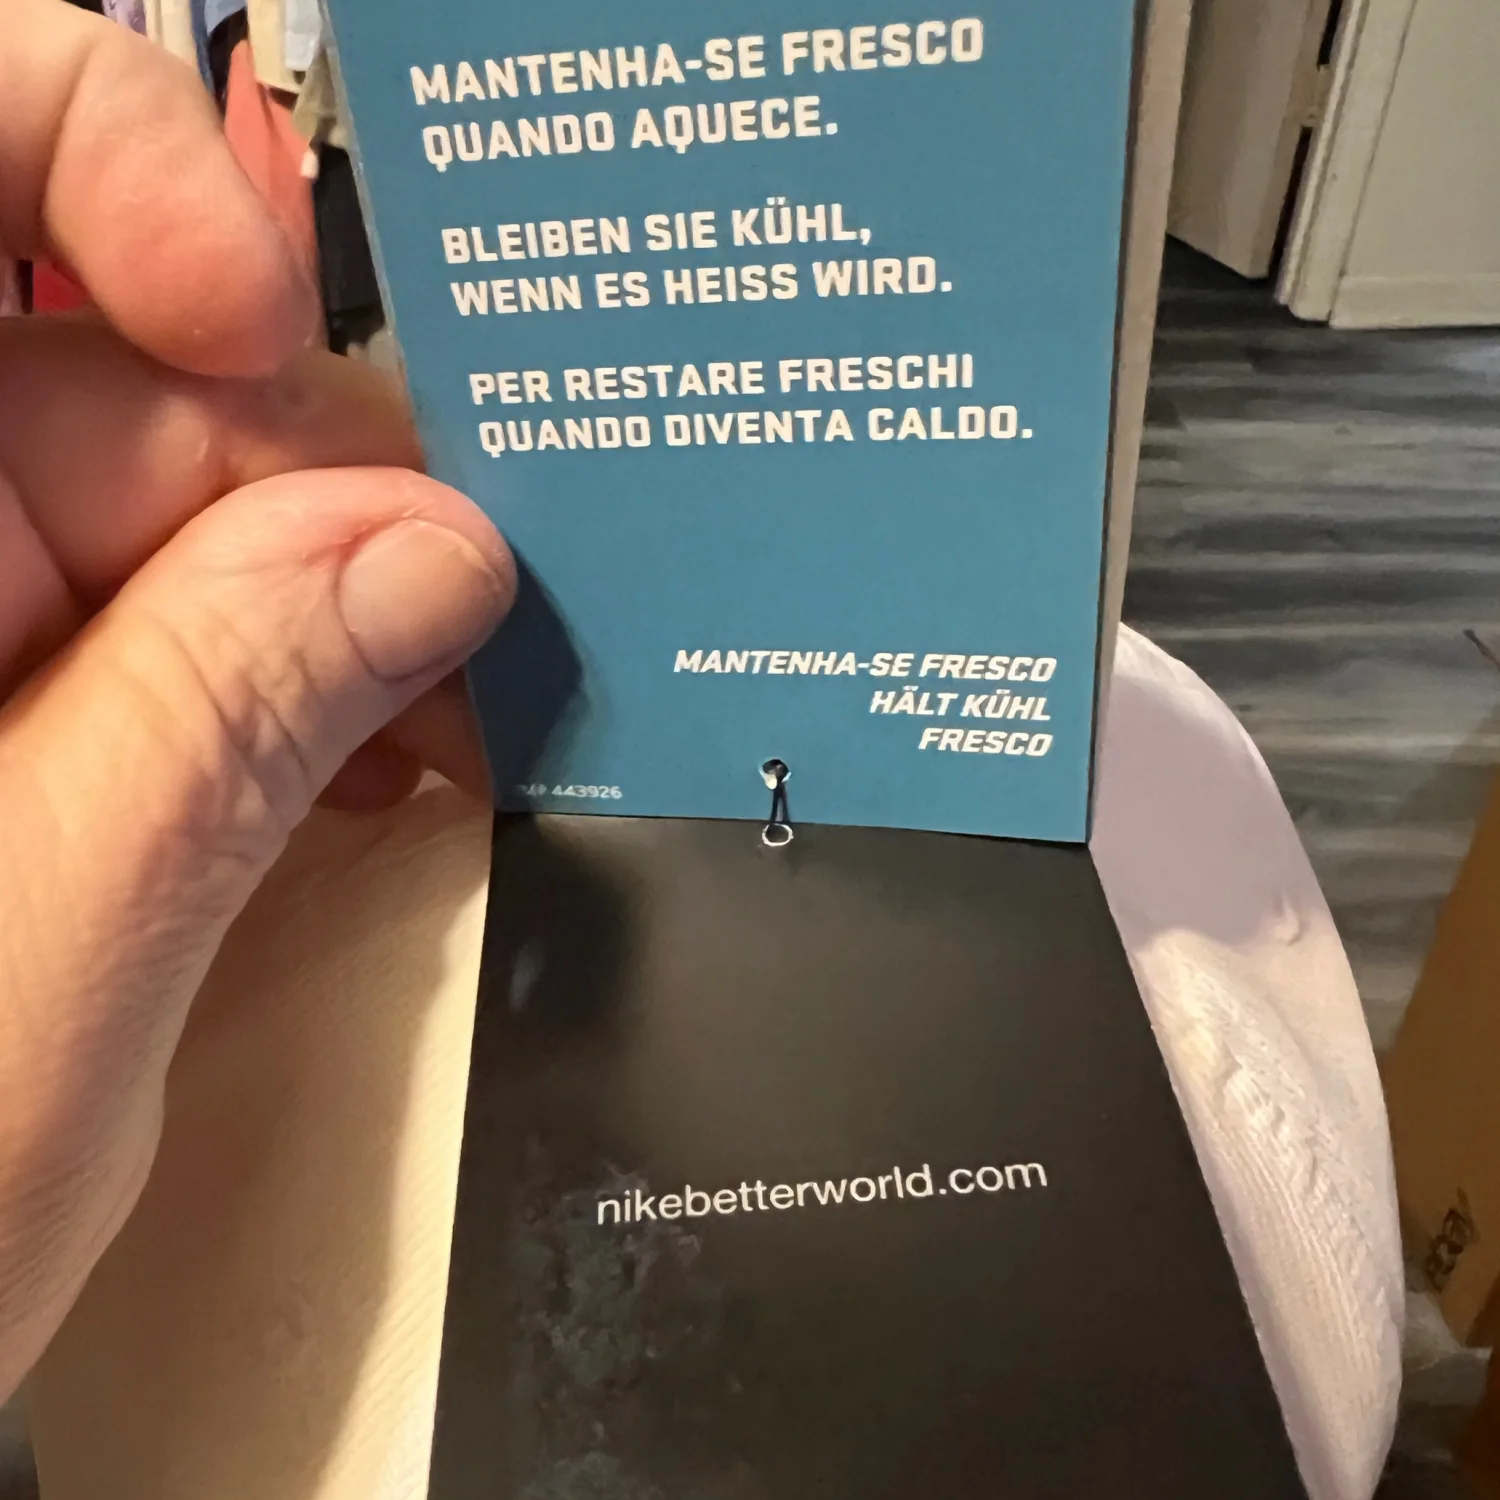 MANTENHA-SE FRESCO
QUANDO AQUECE.
BLEIBEN SIE KÜHL,
WENN ES HEISS WIRD.
PER RESTARE FRESCHI
QUANDO DIVENTA CALDO.
MANTENHA-SE FRESCO
HÄLT KÜHL
FRESCO
443926
nikebetterworld.com